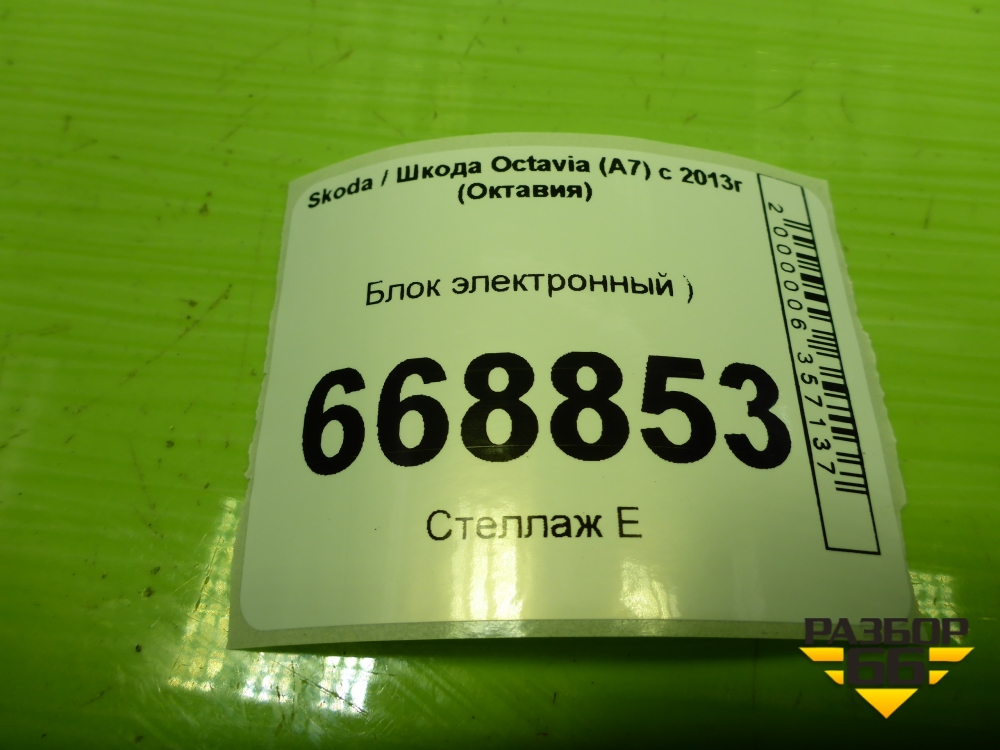 Skoda / Шкода Octavia (A7) с 2013г
(Октавия)
Блок электронный )
668853
Стеллаж Е
2000006357137
РАЗБОР
66